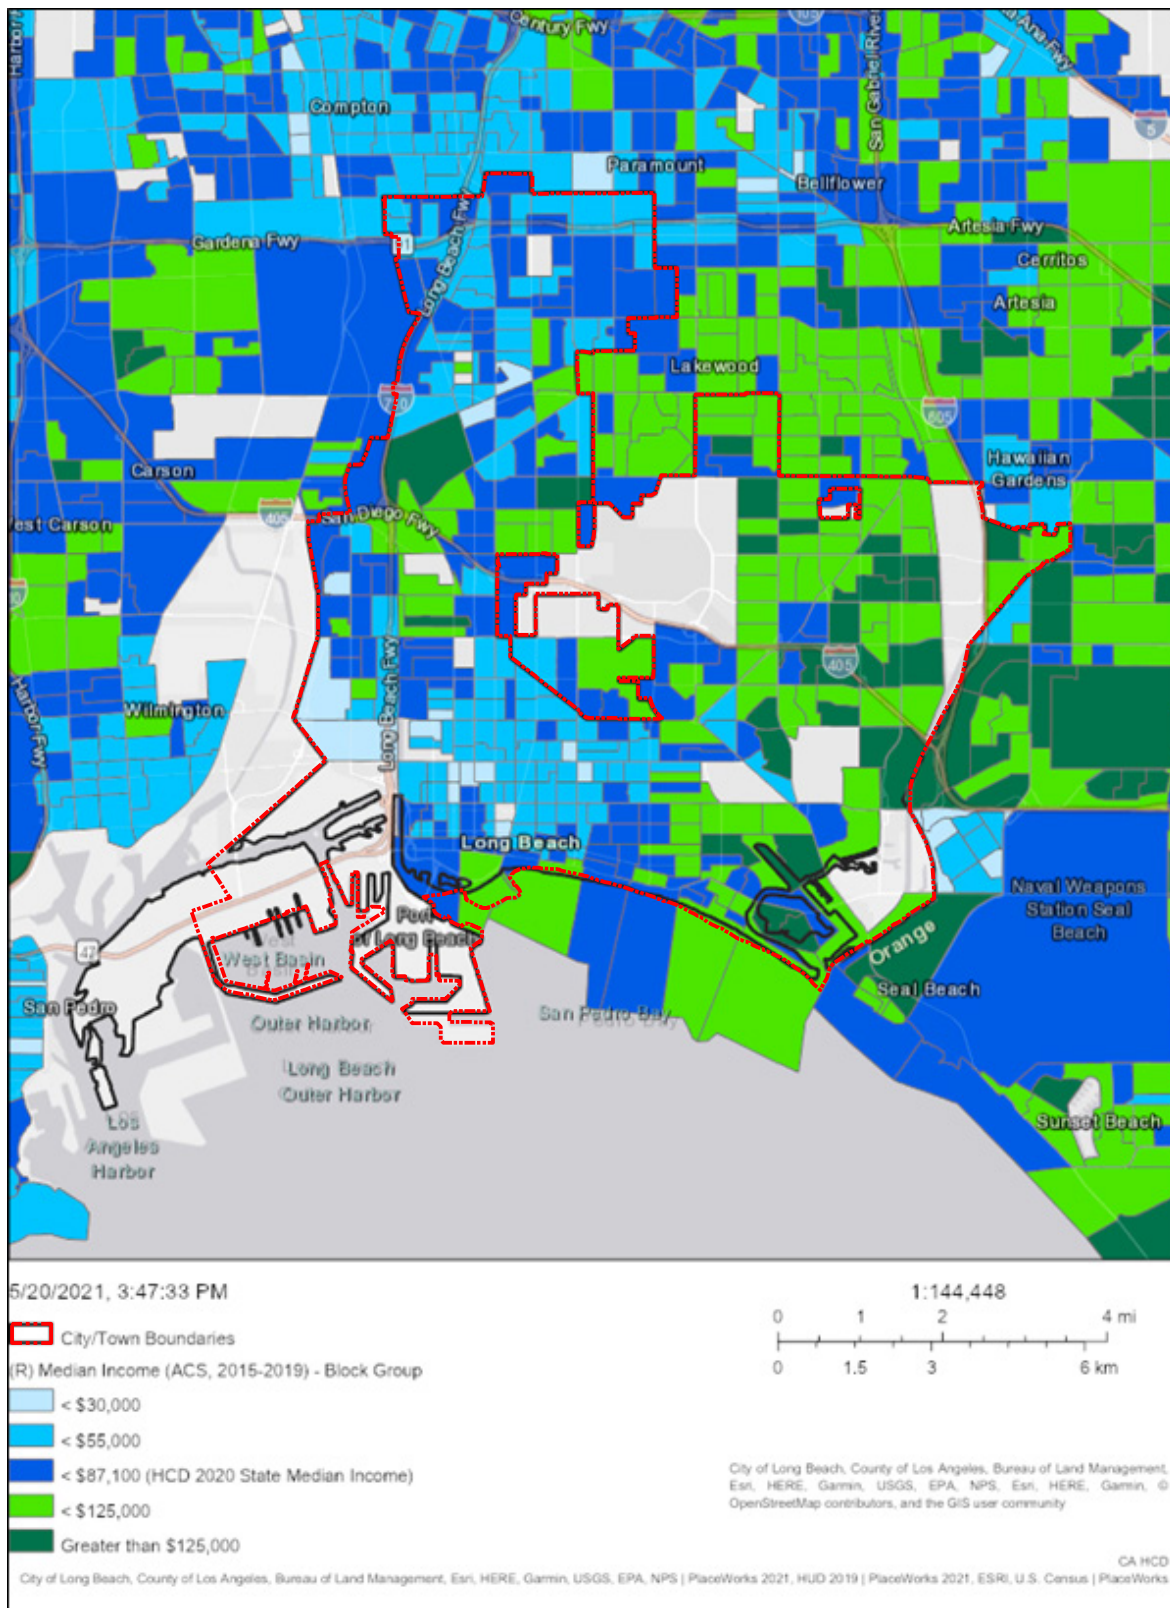 Century Fwy
105
Santa Ana Fwy
Harbor
San Gabriel River
Compton
5
Paramount
Bellflower
Long Beach Fwy
Artesia Fwy
Gardena Fwy
91
Cerritos
Artesia
Lakewood
710
605
Carson
Hawaiian
Gardens
405
San Diego Fwy
West Carson
Long Beach Fwy
405
Harbor Fwy
Wilmington
Long Beach
Naval Weapons
Station Seal
Beach
Port
of Long Beach
Orange
47
West Basin
Seal Beach
San Pedro
San Pedro Bay
Outer Harbor
Long Beach
Outer Harbor
Sunset Beach
Los
Angeles
Harbor
5/20/2021, 3:47:33 PM
1:144,448
0 1 2 4 mi
0 1.5 3 6 km
City/Town Boundaries
(R) Median Income (ACS, 2015-2019) - Block Group
< $30,000
< $55,000
< $87,100 (HCD 2020 State Median Income)
< $125,000
Greater than $125,000
City of Long Beach, County of Los Angeles, Bureau of Land Management,
Esri, HERE, Garmin, USGS, EPA, NPS, Esri, HERE, Garmin, ©
OpenStreetMap contributors, and the GIS user community
CA HCD
City of Long Beach, County of Los Angeles, Bureau of Land Management, Esri, HERE, Garmin, USGS, EPA, NPS | PlaceWorks 2021, HUD 2019 | PlaceWorks 2021, ESRI, U.S. Census | PlaceWorks